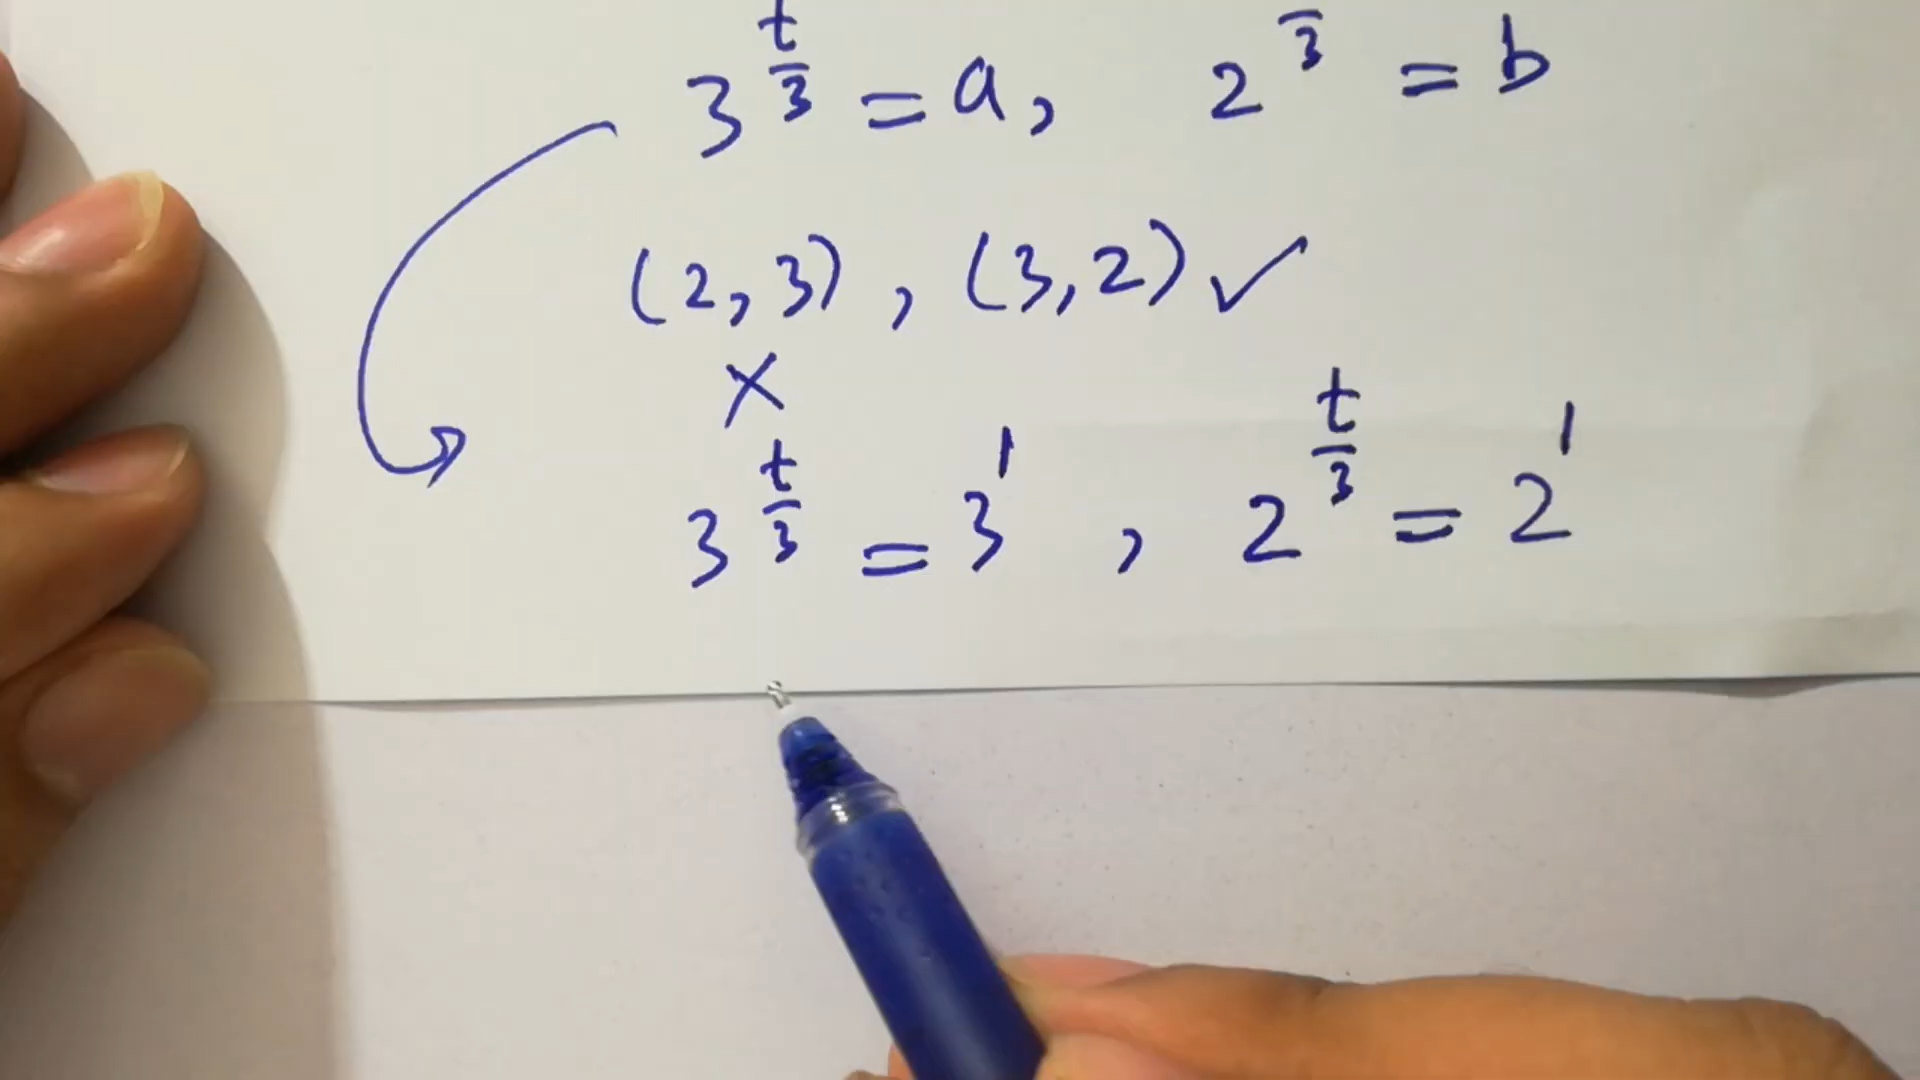 3^(t/3) = a, 2^(/3) = b
(2,3), (3,2) ✓
×
3^(t/3) = 3^1, 2^(t/3) = 2^1